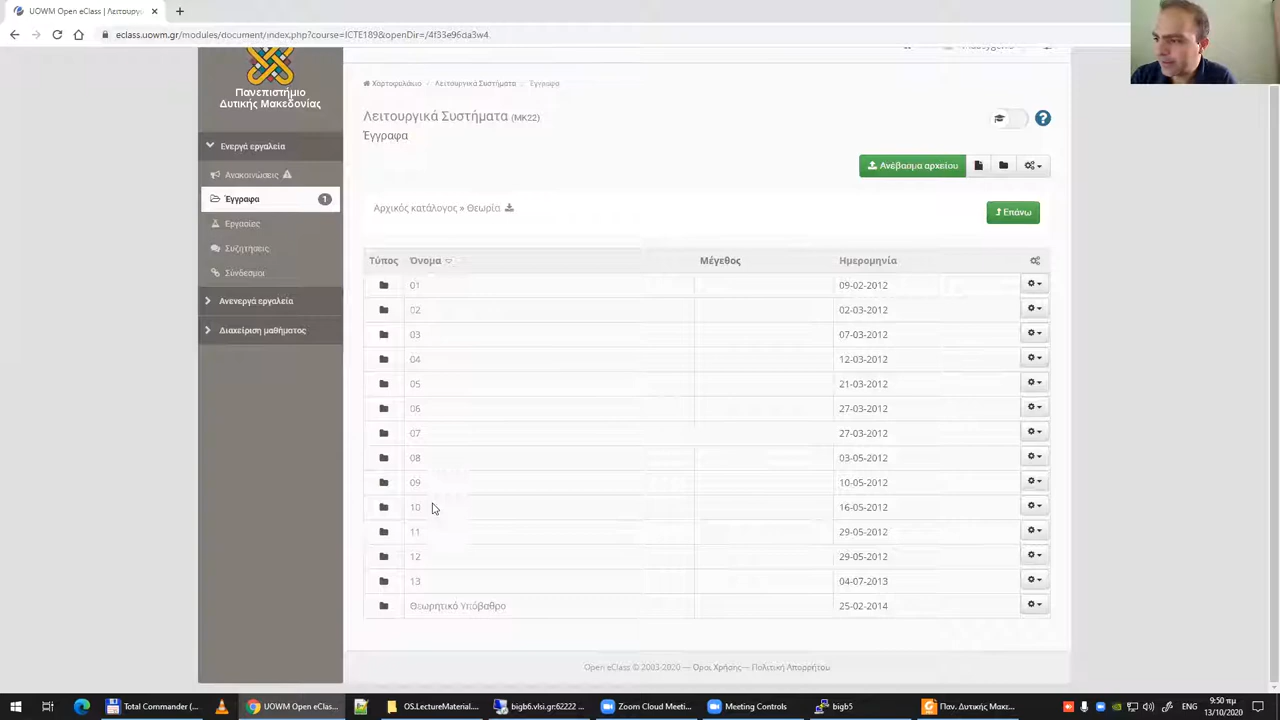 UOWM Open eClass | Λειτουργικ
eclass.uowm.gr/modules/document/index.php?course=ICTE189&openDir=/4f33e96da3w4.
Πανεπιστήμιο
Δυτικής Μακεδονίας
Ενεργά εργαλεία
Ανακοινώσεις
Έγγραφα 1
Εργασίες
Συζητήσεις
Σύνδεσμοι
Ανενεργά εργαλεία
Διαχείριση μαθήματος
Χαρτοφυλάκιο / Λειτουργικά Συστήματα / Έγγραφα
Λειτουργικά Συστήματα (MK22)
Έγγραφα
Ανέβασμα αρχείου
Αρχικός κατάλογος » Θεωρία
Επάνω
Τύπος Όνομα Μέγεθος Ημερομηνία
01 09-02-2012
02 02-03-2012
03 07-03-2012
04 12-03-2012
05 21-03-2012
06 27-03-2012
07 27-03-2012
08 03-05-2012
09 10-05-2012
10 16-05-2012
11 29-05-2012
12 29-05-2012
13 04-07-2013
Θεωρητικό Υπόβαθρο 25-02-2014
Open eClass © 2003-2020 — Όροι Χρήσης— Πολιτική Απορρήτου
Total Commander (... UOWM Open eClas... OS.LectureMaterial.... bigb6.vlsi.gr:62222 ... Zoom Cloud Meeti... Meeting Controls bigb5 Παν. Δυτικής Μακε...
9:50 πμ
13/10/2020